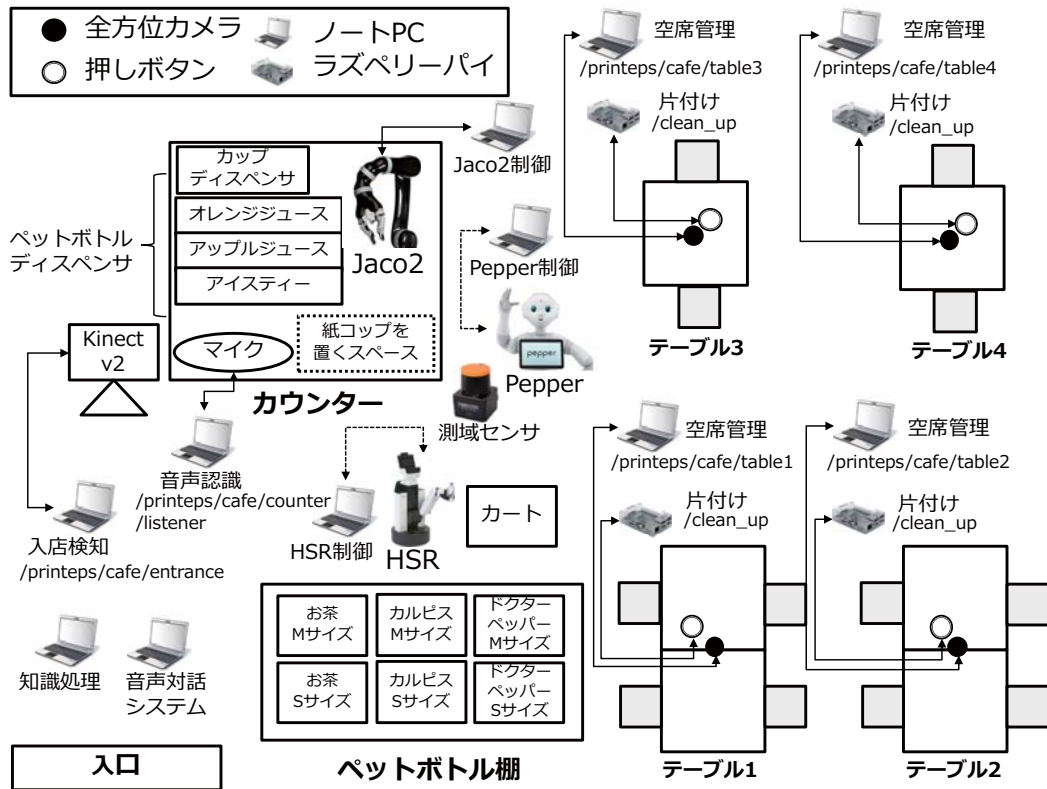 全方位カメラ
ノートPC
押しボタン
ラズベリーパイ
カップ
ディスペンサ
オレンジジュース
アップルジュース
アイスティー
ペットボトル
ディスペンサ
Jaco2
Jaco2制御
マイク
紙コップを
置くスペース
カウンター
Kinect
v2
Pepper制御
pepper
Pepper
測域センサ
音声認識
/printeps/cafe/counter
/listener
入店検知
/printeps/cafe/entrance
HSR制御
HSR
カート
知識処理
音声対話
システム
入口
お茶
Mサイズ
カルピス
Mサイズ
ドクター
ペッパー
Mサイズ
お茶
Sサイズ
カルピス
Sサイズ
ドクター
ペッパー
Sサイズ
ペットボトル棚
空席管理
/printeps/cafe/table3
片付け
/clean_up
テーブル3
空席管理
/printeps/cafe/table4
片付け
/clean_up
テーブル4
空席管理
/printeps/cafe/table1
片付け
/clean_up
テーブル1
空席管理
/printeps/cafe/table2
片付け
/clean_up
テーブル2